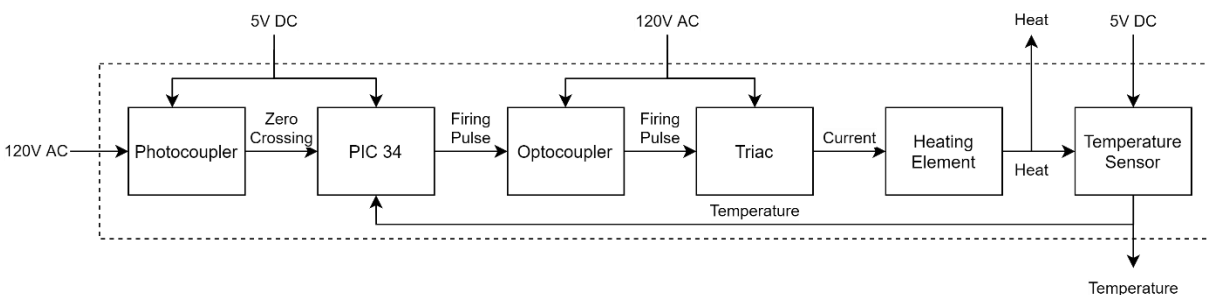 5V DC
120V AC
Heat
5V DC
120V AC
Photocoupler
Zero
Crossing
PIC 34
Firing
Pulse
Optocoupler
Firing
Pulse
Triac
Current
Heating
Element
Heat
Temperature
Sensor
Temperature
Temperature